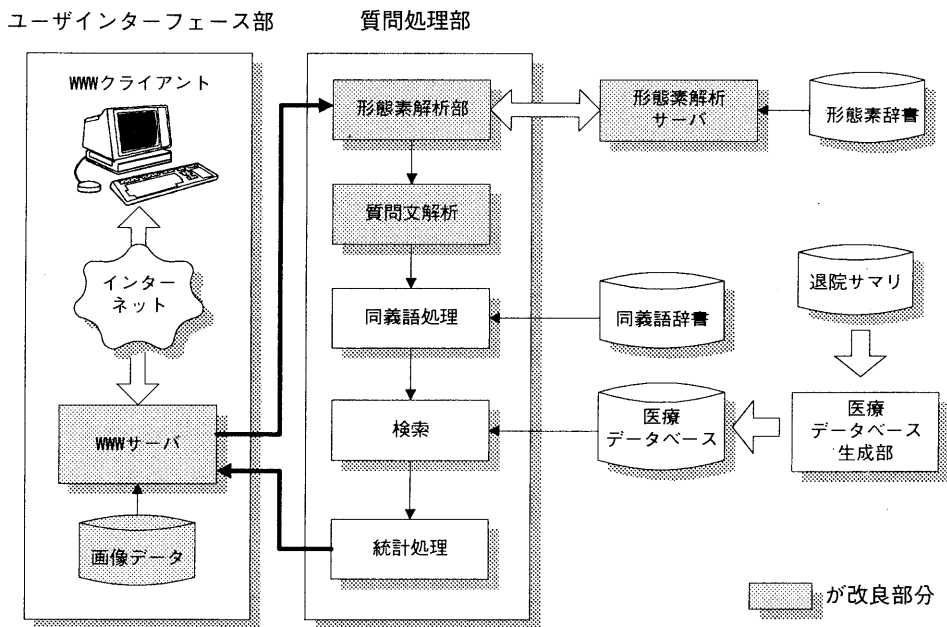 ユーザインターフェース部
質問処理部
WWWクライアント
インター
ネット
WWWサーバ
画像データ
形態素解析部
質問文解析
同義語処理
検索
統計処理
形態素解析
サーバ
形態素辞書
同義語辞書
退院サマリ
医療
データベース
医療
データベース
生成部
が改良部分